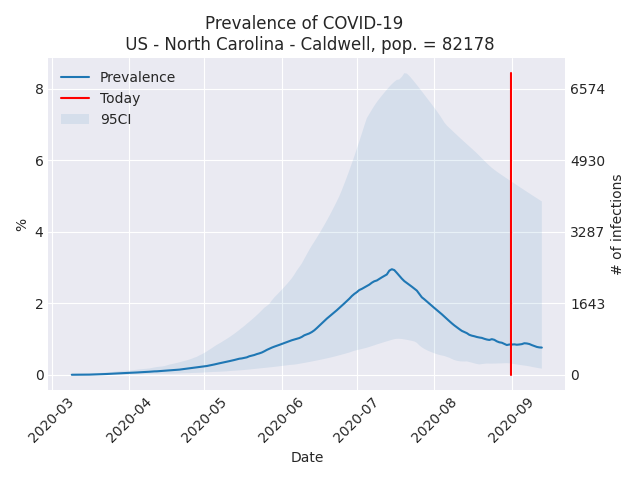 Prevalence of COVID-19
US - North Carolina - Caldwell, pop. = 82178
Prevalence
Today
95CI
8
6
4
2
0
%
6574
4930
3287
1643
0
# of infections
2020-03
2020-04
2020-05
2020-06
2020-07
2020-08
2020-09
Date